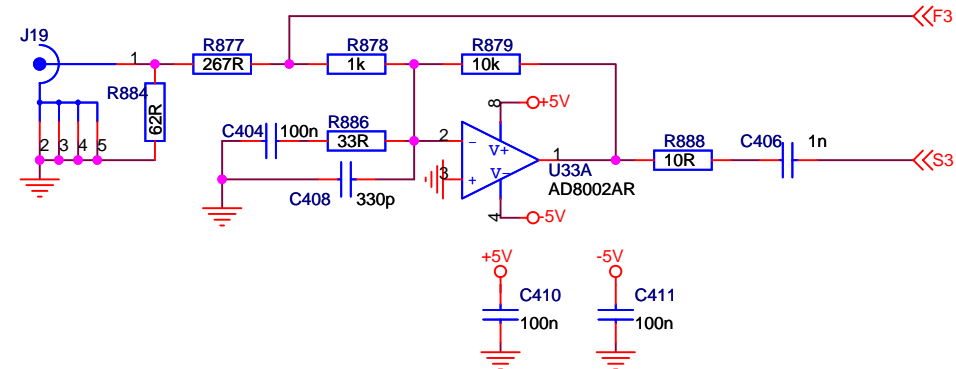 F3
J19
1
R877
267R
R878
1k
R879
10k
R884
62R
2 3 4 5
C404
100n
R886
33R
C408
330p
8
+5V
2
3
V+
V-
1
U33A
AD8002AR
4
-5V
R888
10R
C406
1n
S3
+5V
C410
100n
-5V
C411
100n